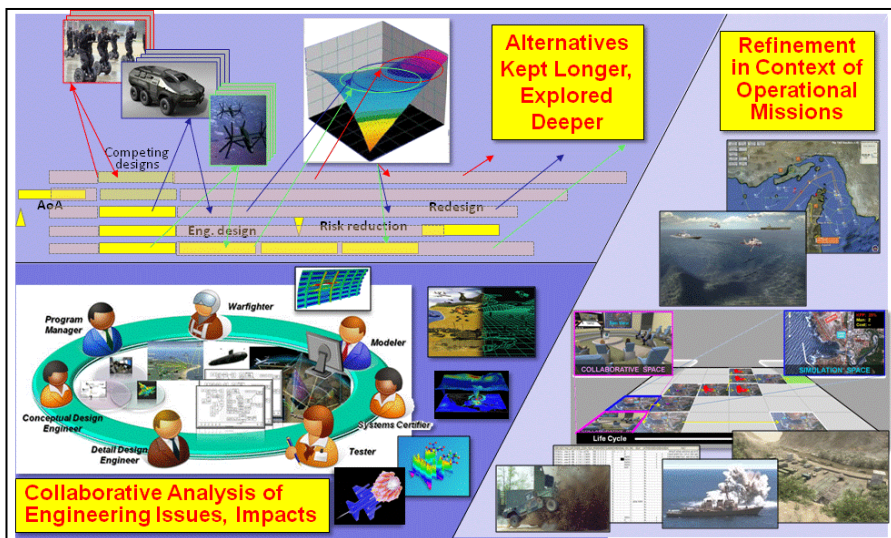 Alternatives
Kept Longer,
Explored
Deeper
Refinement
in Context of
Operational
Missions
Competing
designs
AoA
Eng. design
Risk reduction
Redesign
Warfighter
Program
Manager
Modeler
Conceptual Design
Engineer
Systems Certifier
Detail Design
Engineer
Tester
COLLABORATIVE SPACE
SIMULATION SPACE
Life Cycle
Collaborative Analysis of
Engineering Issues, Impacts